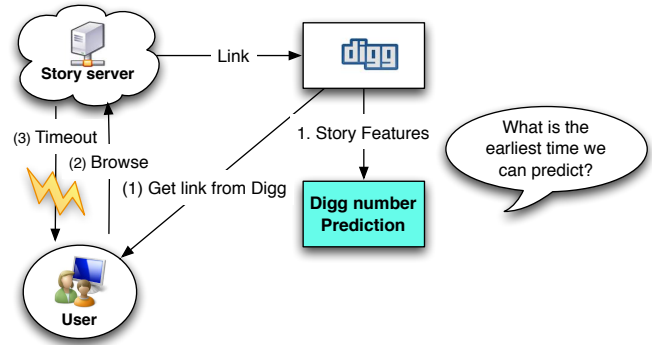 Story server
Link
digg
(3) Timeout
(2) Browse
(1) Get link from Digg
1. Story Features
What is the
earliest time we
can predict?
Digg number
Prediction
User